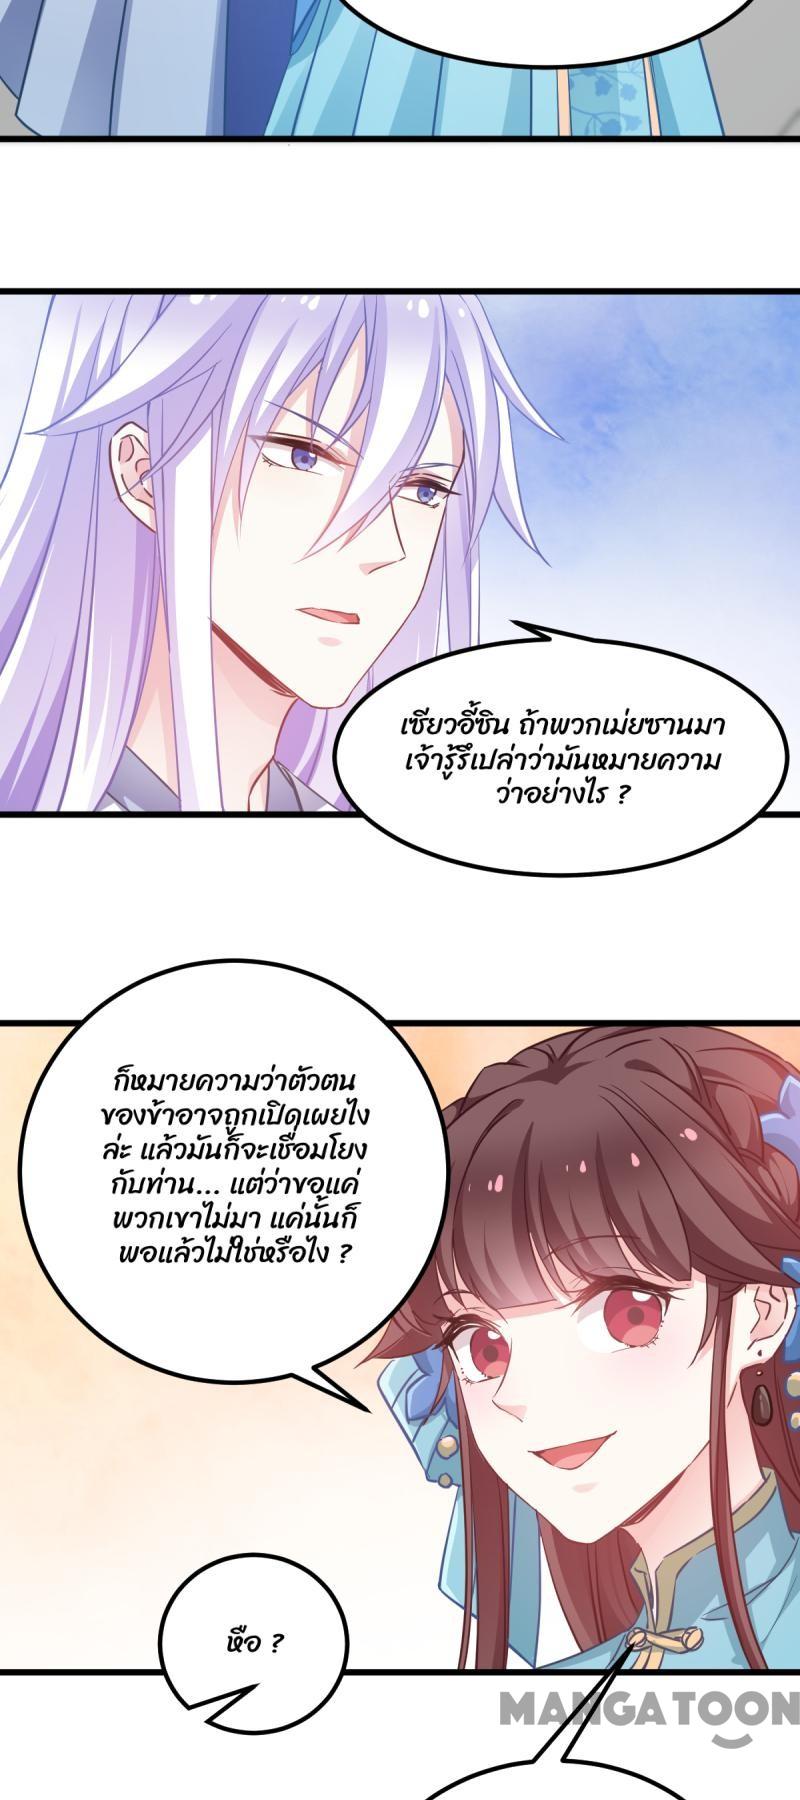 เซียวอี้ซิน ถ้าพวกเม่ยซานมา
เจ้ารู้รึเปล่าว่ามันหมายความ
ว่าอย่างไร ?
ก็หมายความว่าตัวตน
ของข้าอาจถูกเปิดเผยไง
ล่ะ แล้วมันก็จะเชื่อมโยง
กับท่าน... แต่ว่าขอแค่
พวกเขาไม่มา แค่นั้นก็
พอแล้วไม่ใช่หรือไง ?
หือ ?
MANGATOON